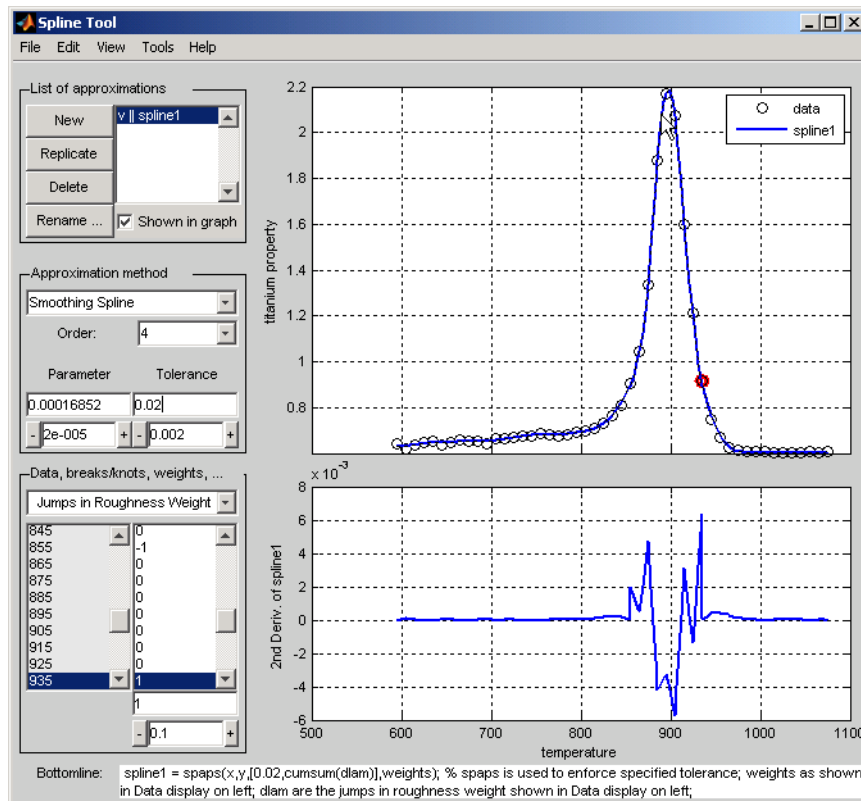 Spline Tool
File Edit View Tools Help
List of approximations
New
Replicate
Delete
Rename ...
v || spline1
Shown in graph
Approximation method
Smoothing Spline
Order: 4
Parameter Tolerance
0.00016852 0.02
- 2e-005 + - 0.002 +
Data, breaks/knots, weights, ...
Jumps in Roughness Weight
845 0
855 -1
865 0
875 0
885 0
895 0
905 0
915 0
925 0
935 1
1
- 0.1 +
2.2
2
1.8
1.6
1.4
1.2
1
0.8
titanium property
data
spline1
x 10-3
8
6
4
2
0
-2
-4
-6
2nd Deriv. of spline1
500 600 700 800 900 1000 1100
temperature
Bottomline: spline1 = spaps(x,y,[0.02,cumsum(dlam)],weights); % spaps is used to enforce specified tolerance; weights as shown
in Data display on left; dlam are the jumps in roughness weight shown in Data display on left;